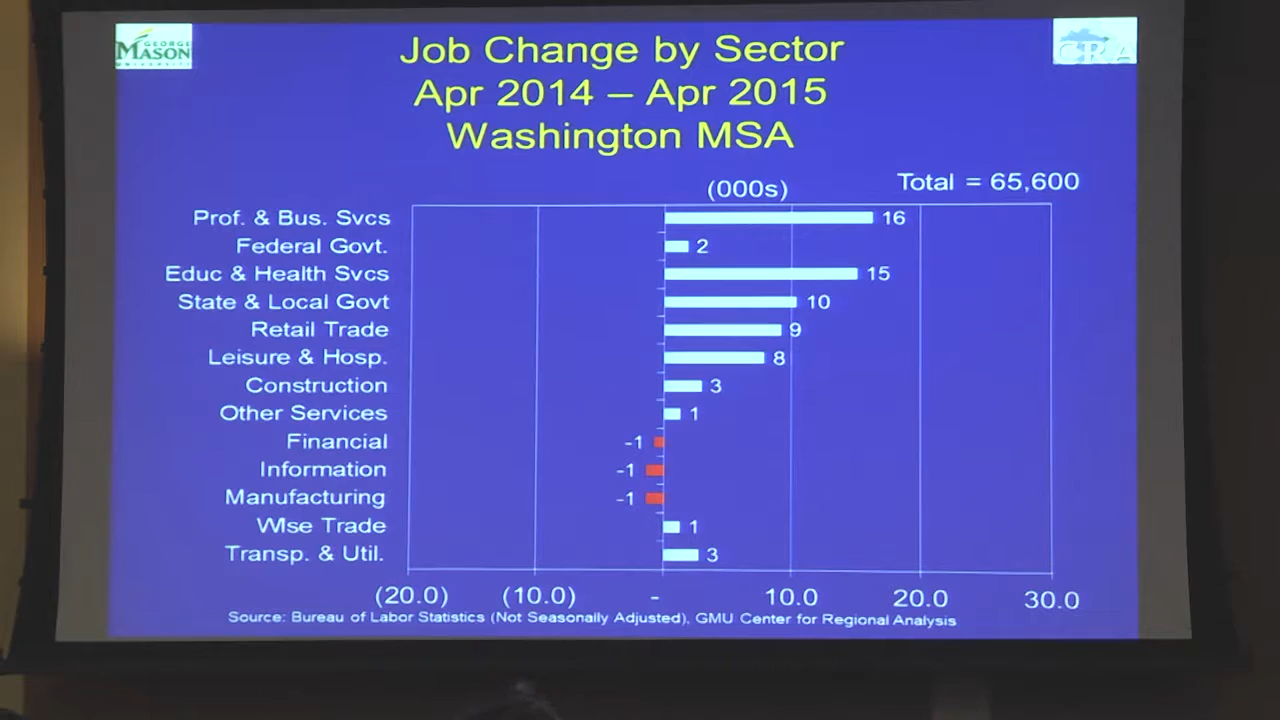 GEORGE
MASON
UNIVERSITY
CRA
Job Change by Sector
Apr 2014 – Apr 2015
Washington MSA
(000s)
Total = 65,600
Prof. & Bus. Svcs 16
Federal Govt. 2
Educ & Health Svcs 15
State & Local Govt 10
Retail Trade 9
Leisure & Hosp. 8
Construction 3
Other Services 1
Financial -1
Information -1
Manufacturing -1
Wlse Trade 1
Transp. & Util. 3
(20.0) (10.0) - 10.0 20.0 30.0
Source: Bureau of Labor Statistics (Not Seasonally Adjusted), GMU Center for Regional Analysis